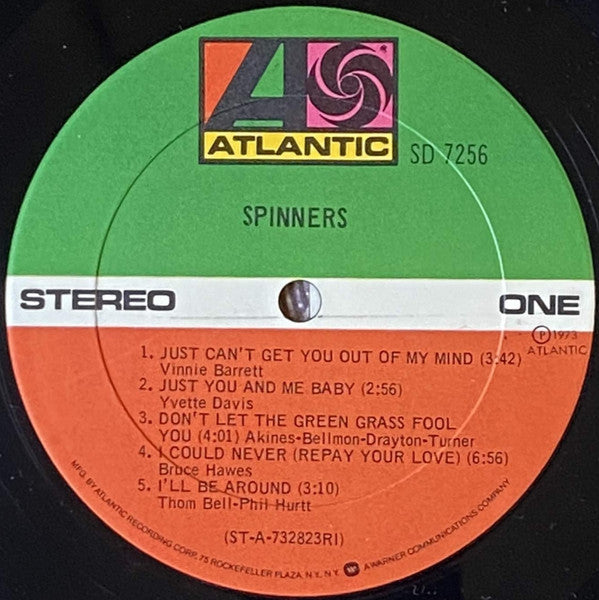 ATLANTIC
SD 7256
SPINNERS
STEREO
ONE
Ⓟ 1973
ATLANTIC
1. JUST CAN'T GET YOU OUT OF MY MIND (3:42)
Vinnie Barrett
2. JUST YOU AND ME BABY (2:56)
Yvette Davis
3. DON'T LET THE GREEN GRASS FOOL
YOU (4:01) Akines-Bellmon-Drayton-Turner
4. I COULD NEVER (REPAY YOUR LOVE) (6:56)
Bruce Hawes
5. I'LL BE AROUND (3:10)
Thom Bell-Phil Hurtt
(ST-A-732823RI)
MFG. BY ATLANTIC RECORDING CORP. 75 ROCKEFELLER PLAZA, N.Y. N.Y. A WARNER COMMUNICATIONS COMPANY